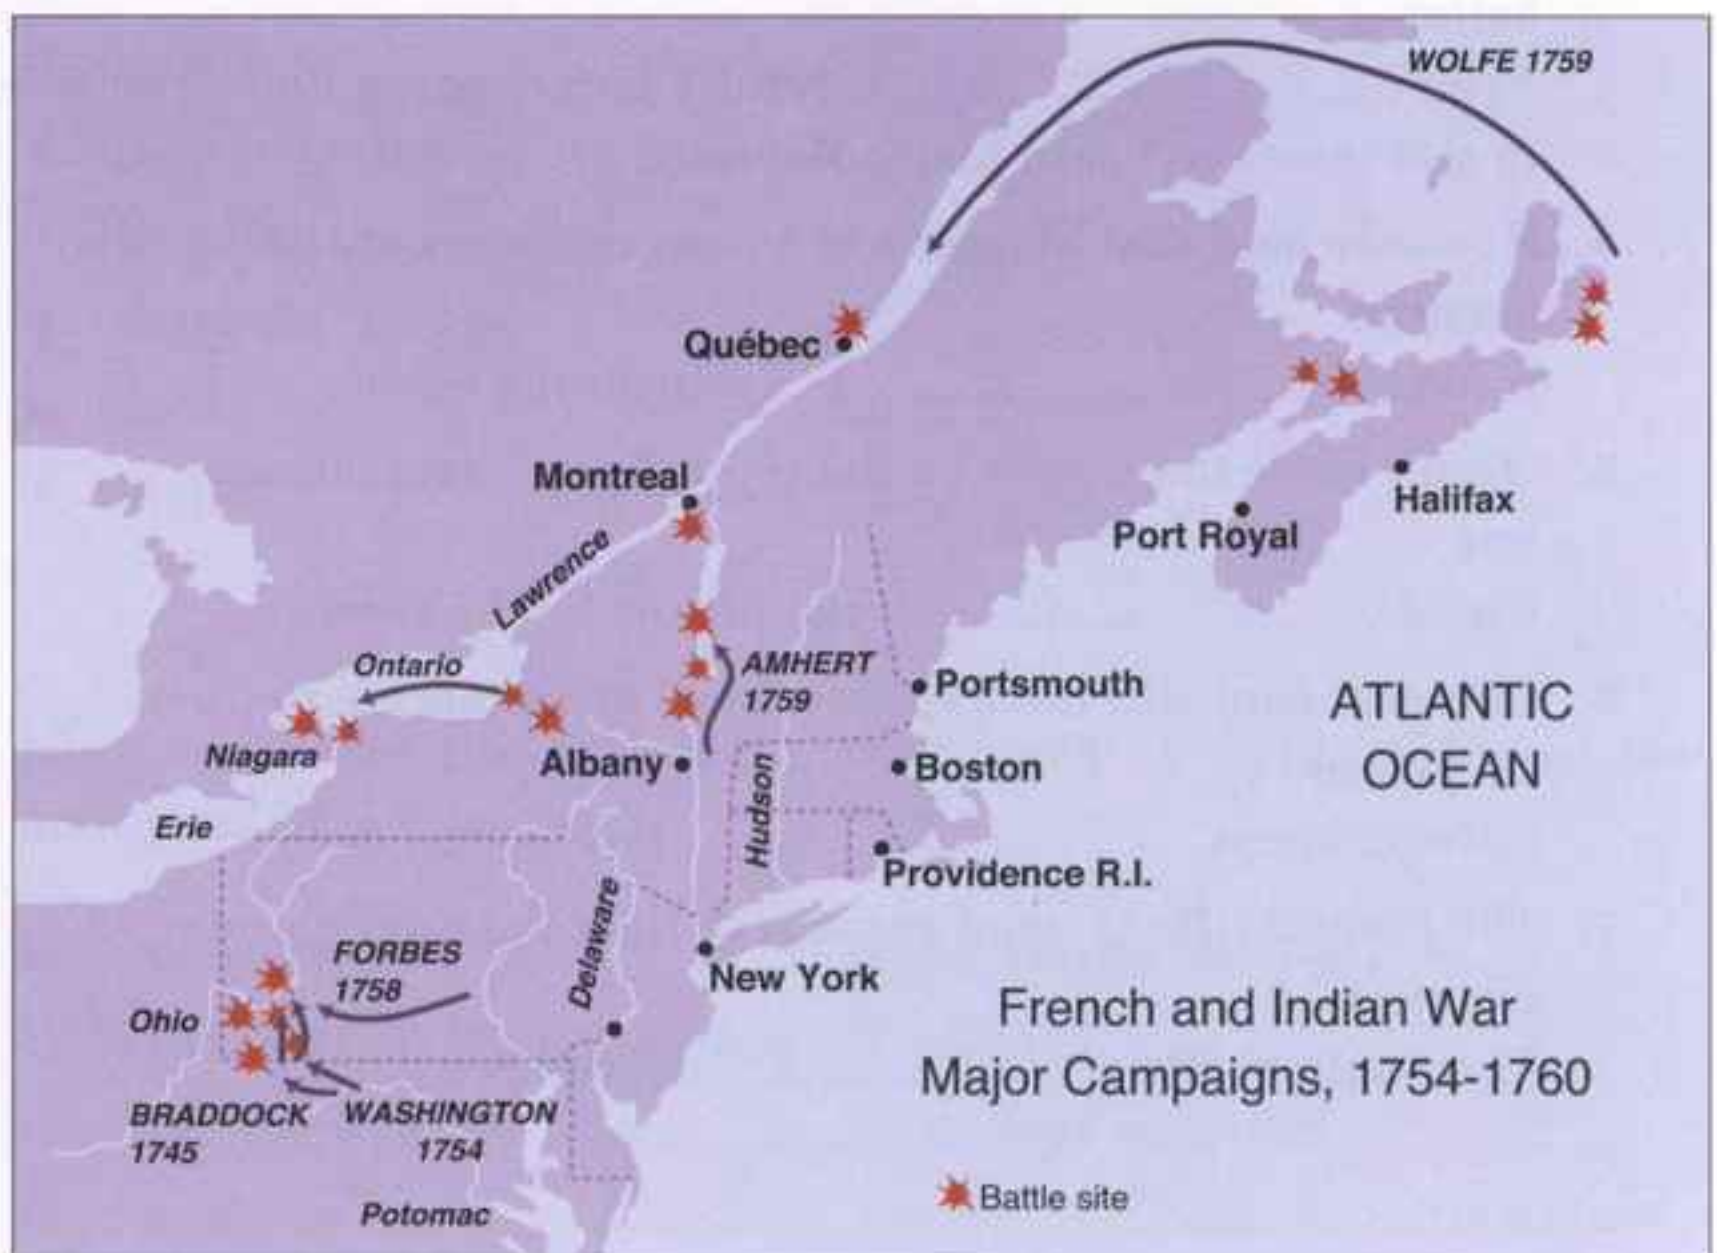 WOLFE 1759
Québec
Montreal
Halifax
Port Royal
Lawrence
Ontario
AMHERT
1759
Portsmouth
ATLANTIC
OCEAN
Niagara
Albany
Boston
Hudson
Erie
Providence R.I.
Delaware
FORBES
1758
New York
Ohio
French and Indian War
Major Campaigns, 1754-1760
BRADDOCK
1745
WASHINGTON
1754
Potomac
Battle site